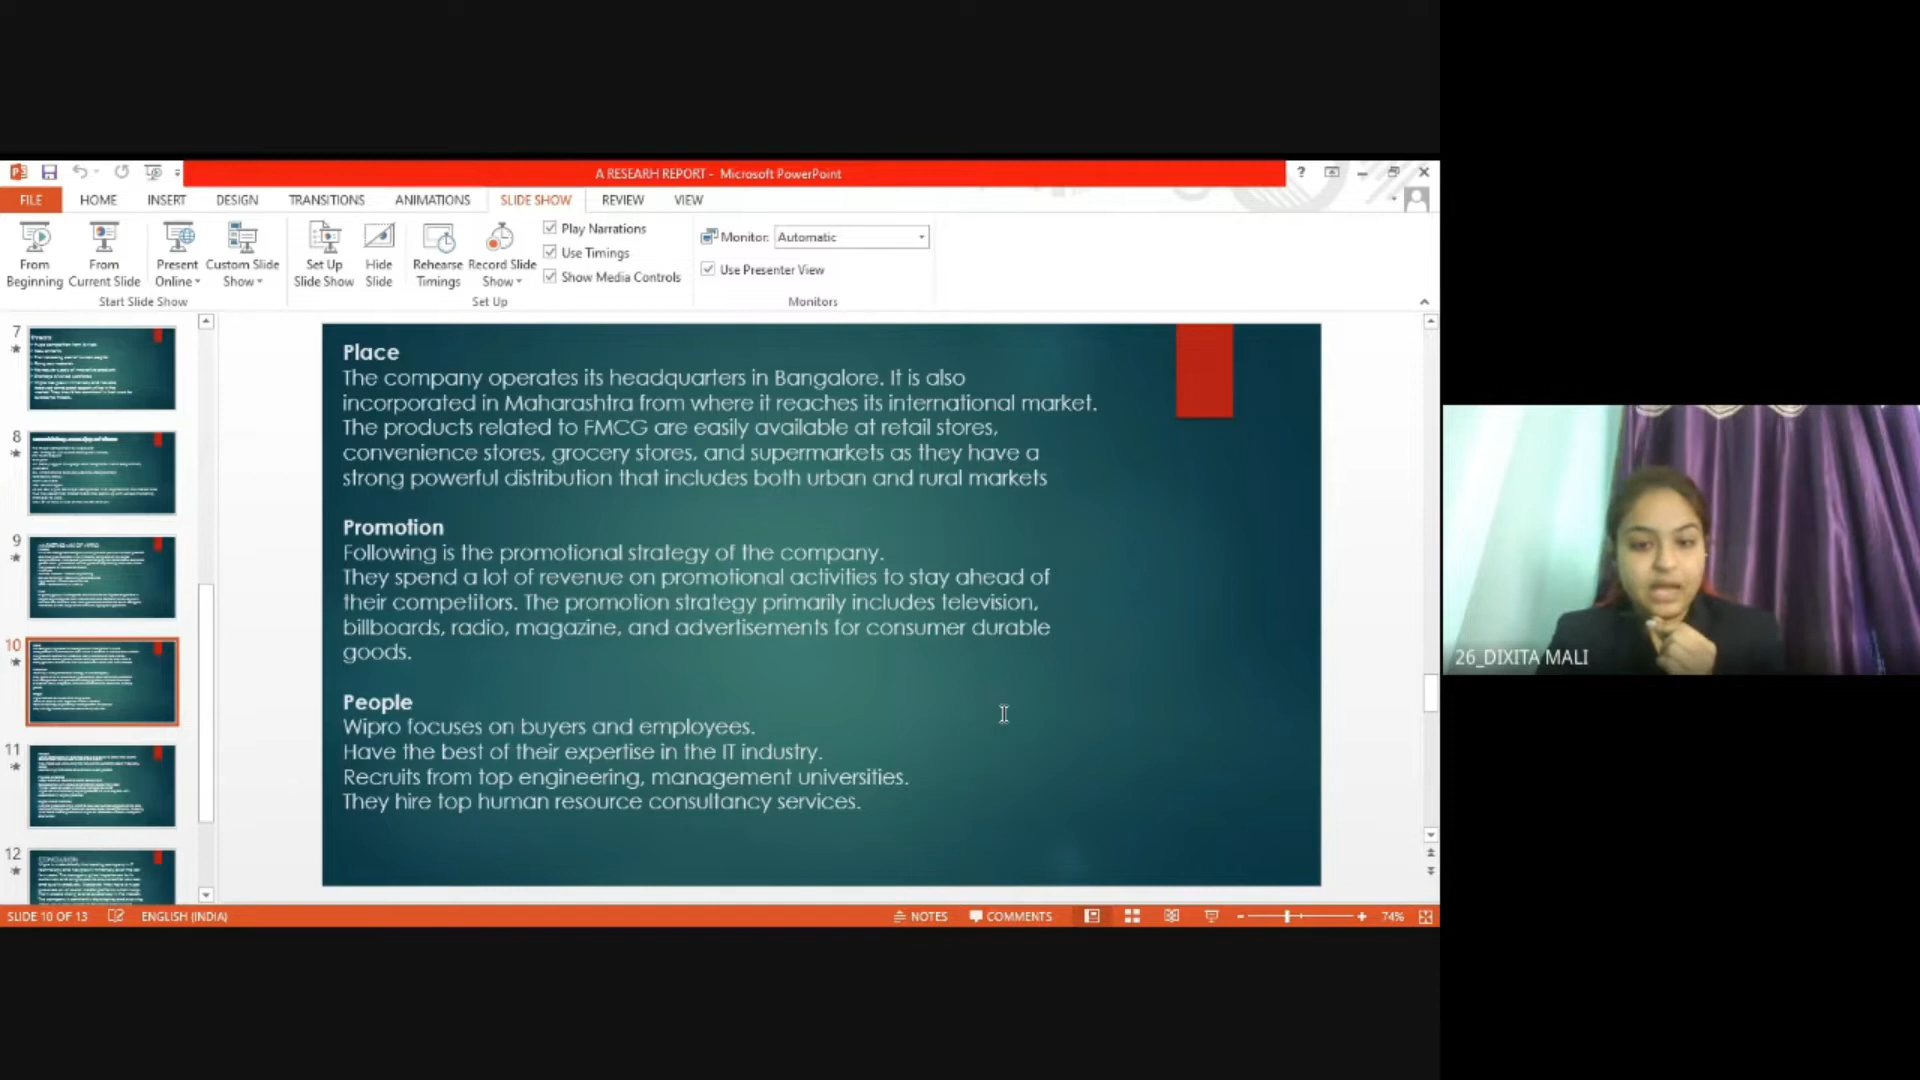 A RESEARH REPORT - Microsoft PowerPoint
?
FILE
HOME
INSERT
DESIGN
TRANSITIONS
ANIMATIONS
SLIDE SHOW
REVIEW
VIEW
From Beginning
From Current Slide
Present Online
Custom Slide Show
Set Up Slide Show
Hide Slide
Rehearse Timings
Record Slide Show
Play Narrations
Use Timings
Show Media Controls
Monitor: Automatic
Use Presenter View
Start Slide Show
Set Up
Monitors
7
8
9
10
11
12
Place
The company operates its headquarters in Bangalore. It is also
incorporated in Maharashtra from where it reaches its international market.
The products related to FMCG are easily available at retail stores,
convenience stores, grocery stores, and supermarkets as they have a
strong powerful distribution that includes both urban and rural markets
Promotion
Following is the promotional strategy of the company.
They spend a lot of revenue on promotional activities to stay ahead of
their competitors. The promotion strategy primarily includes television,
billboards, radio, magazine, and advertisements for consumer durable
goods.
People
Wipro focuses on buyers and employees.
Have the best of their expertise in the IT industry.
Recruits from top engineering, management universities.
They hire top human resource consultancy services.
26_DIXITA MALI
SLIDE 10 OF 13
ENGLISH (INDIA)
NOTES
COMMENTS
74%